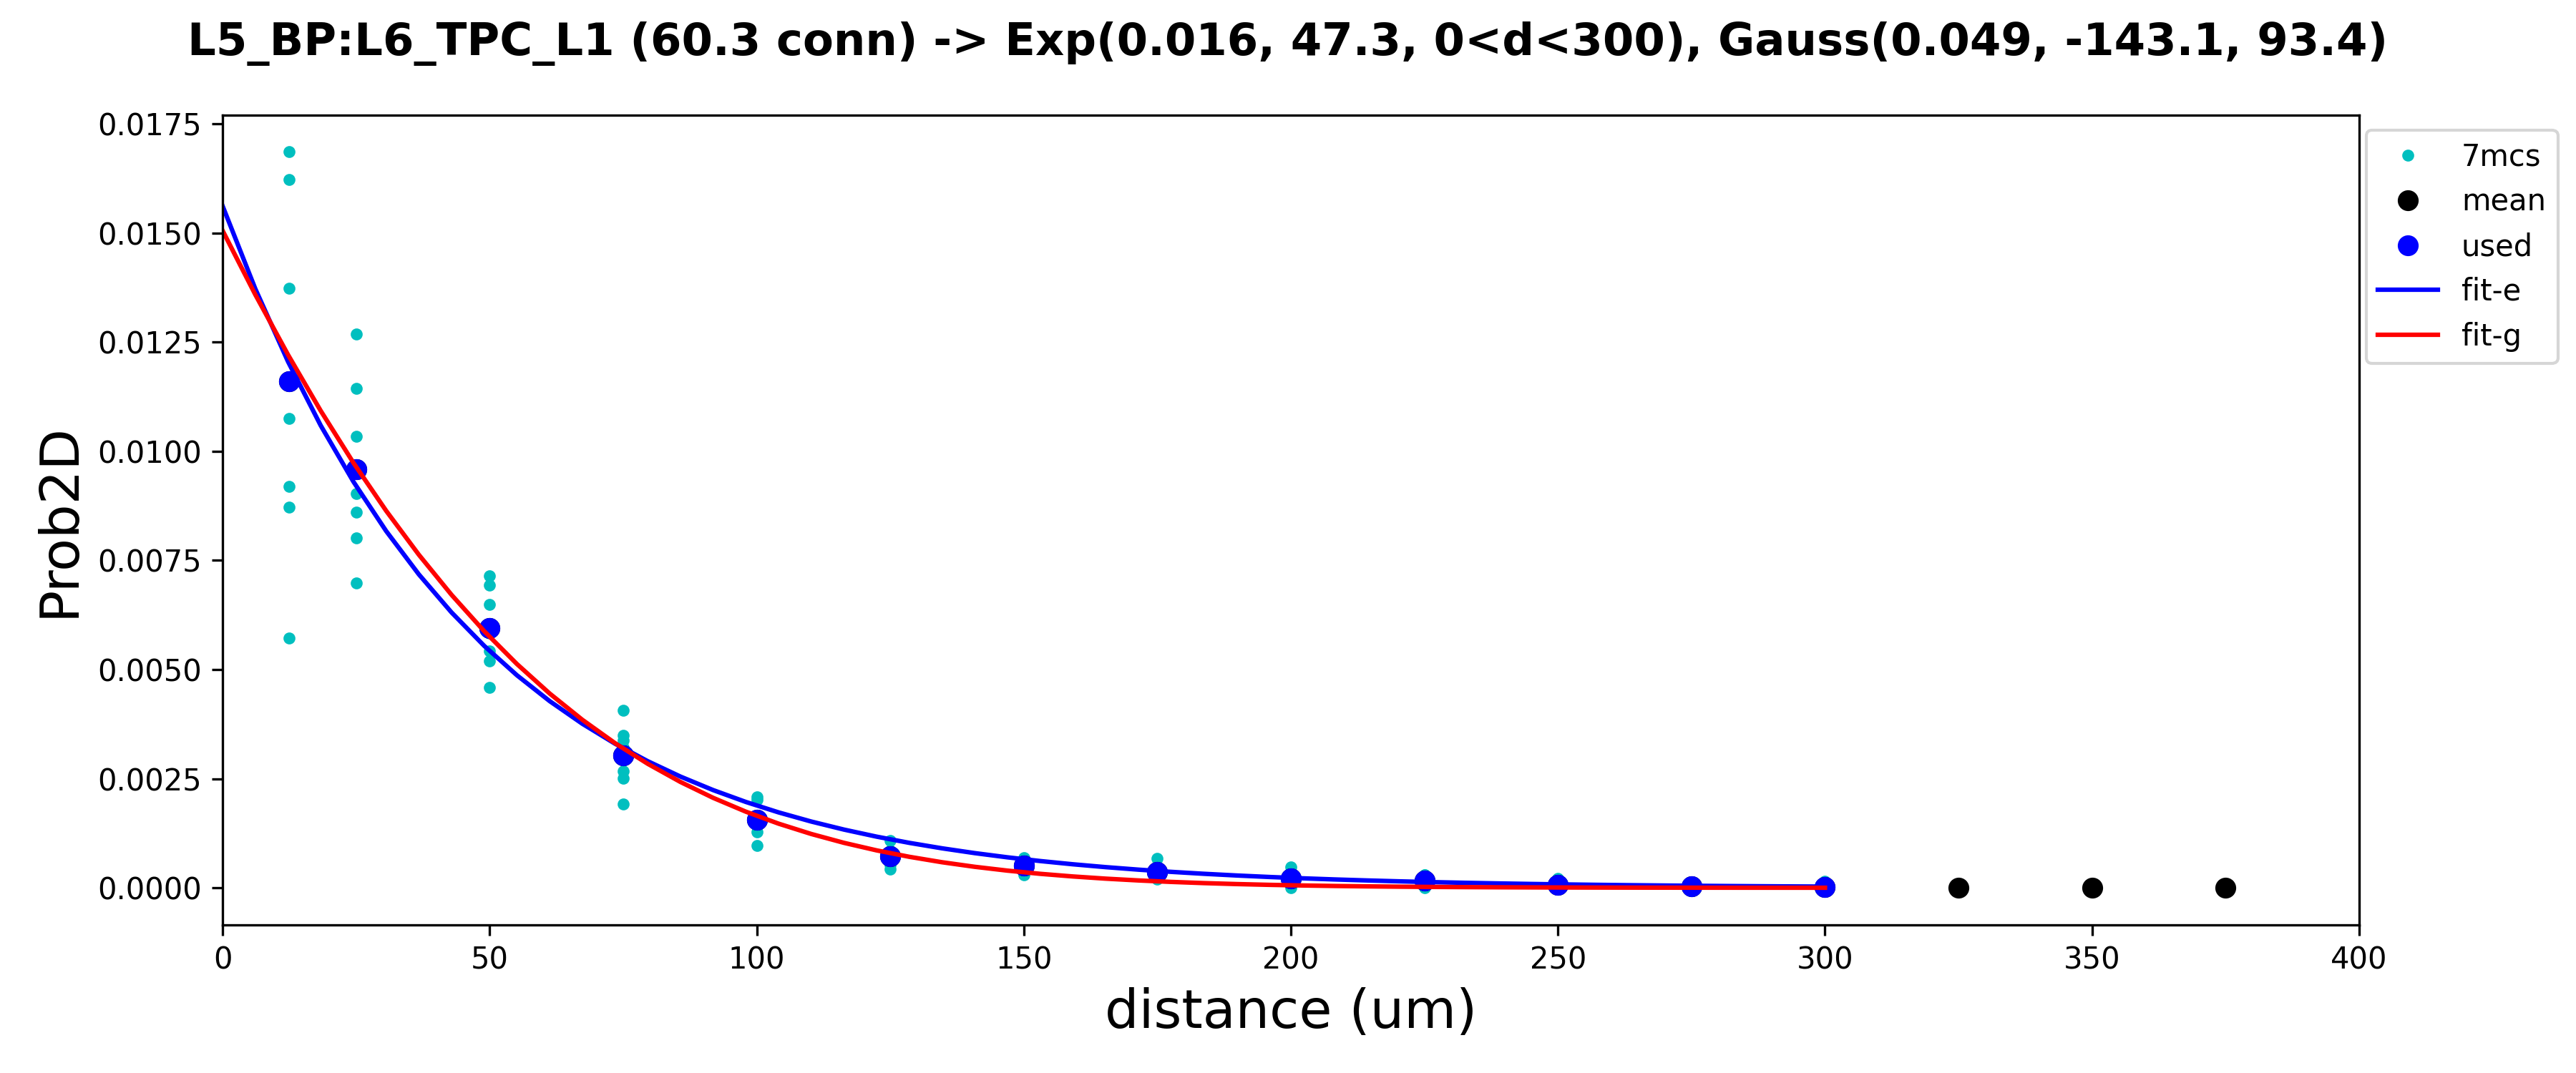 L5_BP:L6_TPC_L1 (60.3 conn) -> Exp(0.016, 47.3, 0<d<300), Gauss(0.049, -143.1, 93.4)
0.0175
0.0150
0.0125
0.0100
0.0075
0.0050
0.0025
0.0000
Prob2D
0 50 100 150 200 250 300 350 400
distance (um)
7mcs
mean
used
fit-e
fit-g